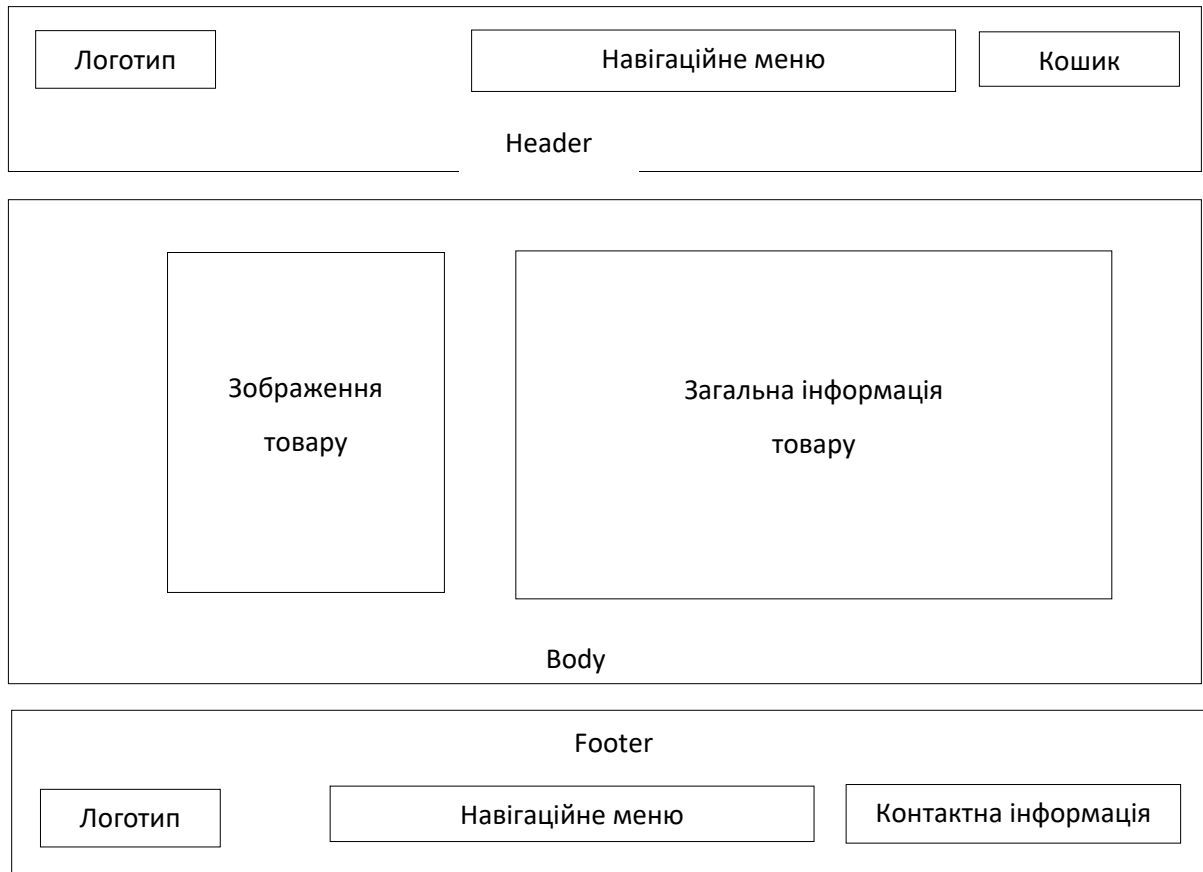 Логотип
Навігаційне меню
Кошик
Header
Зображення
товару
Загальна інформація
товару
Body
Footer
Логотип
Навігаційне меню
Контактна інформація